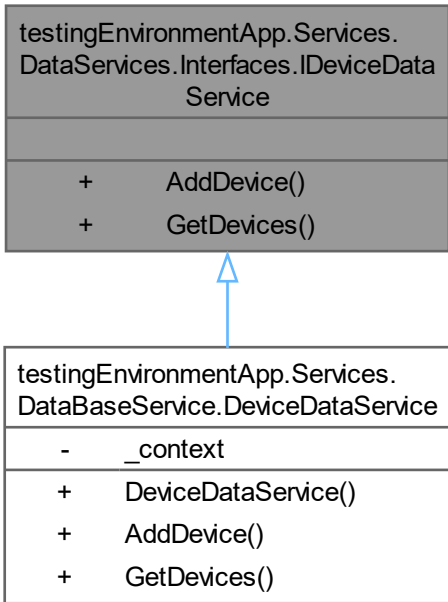 testingEnvironmentApp.Services.
DataServices.Interfaces.IDeviceData
Service
+ AddDevice()
+ GetDevices()
testingEnvironmentApp.Services.
DataBaseService.DeviceDataService
- _context
+ DeviceDataService()
+ AddDevice()
+ GetDevices()